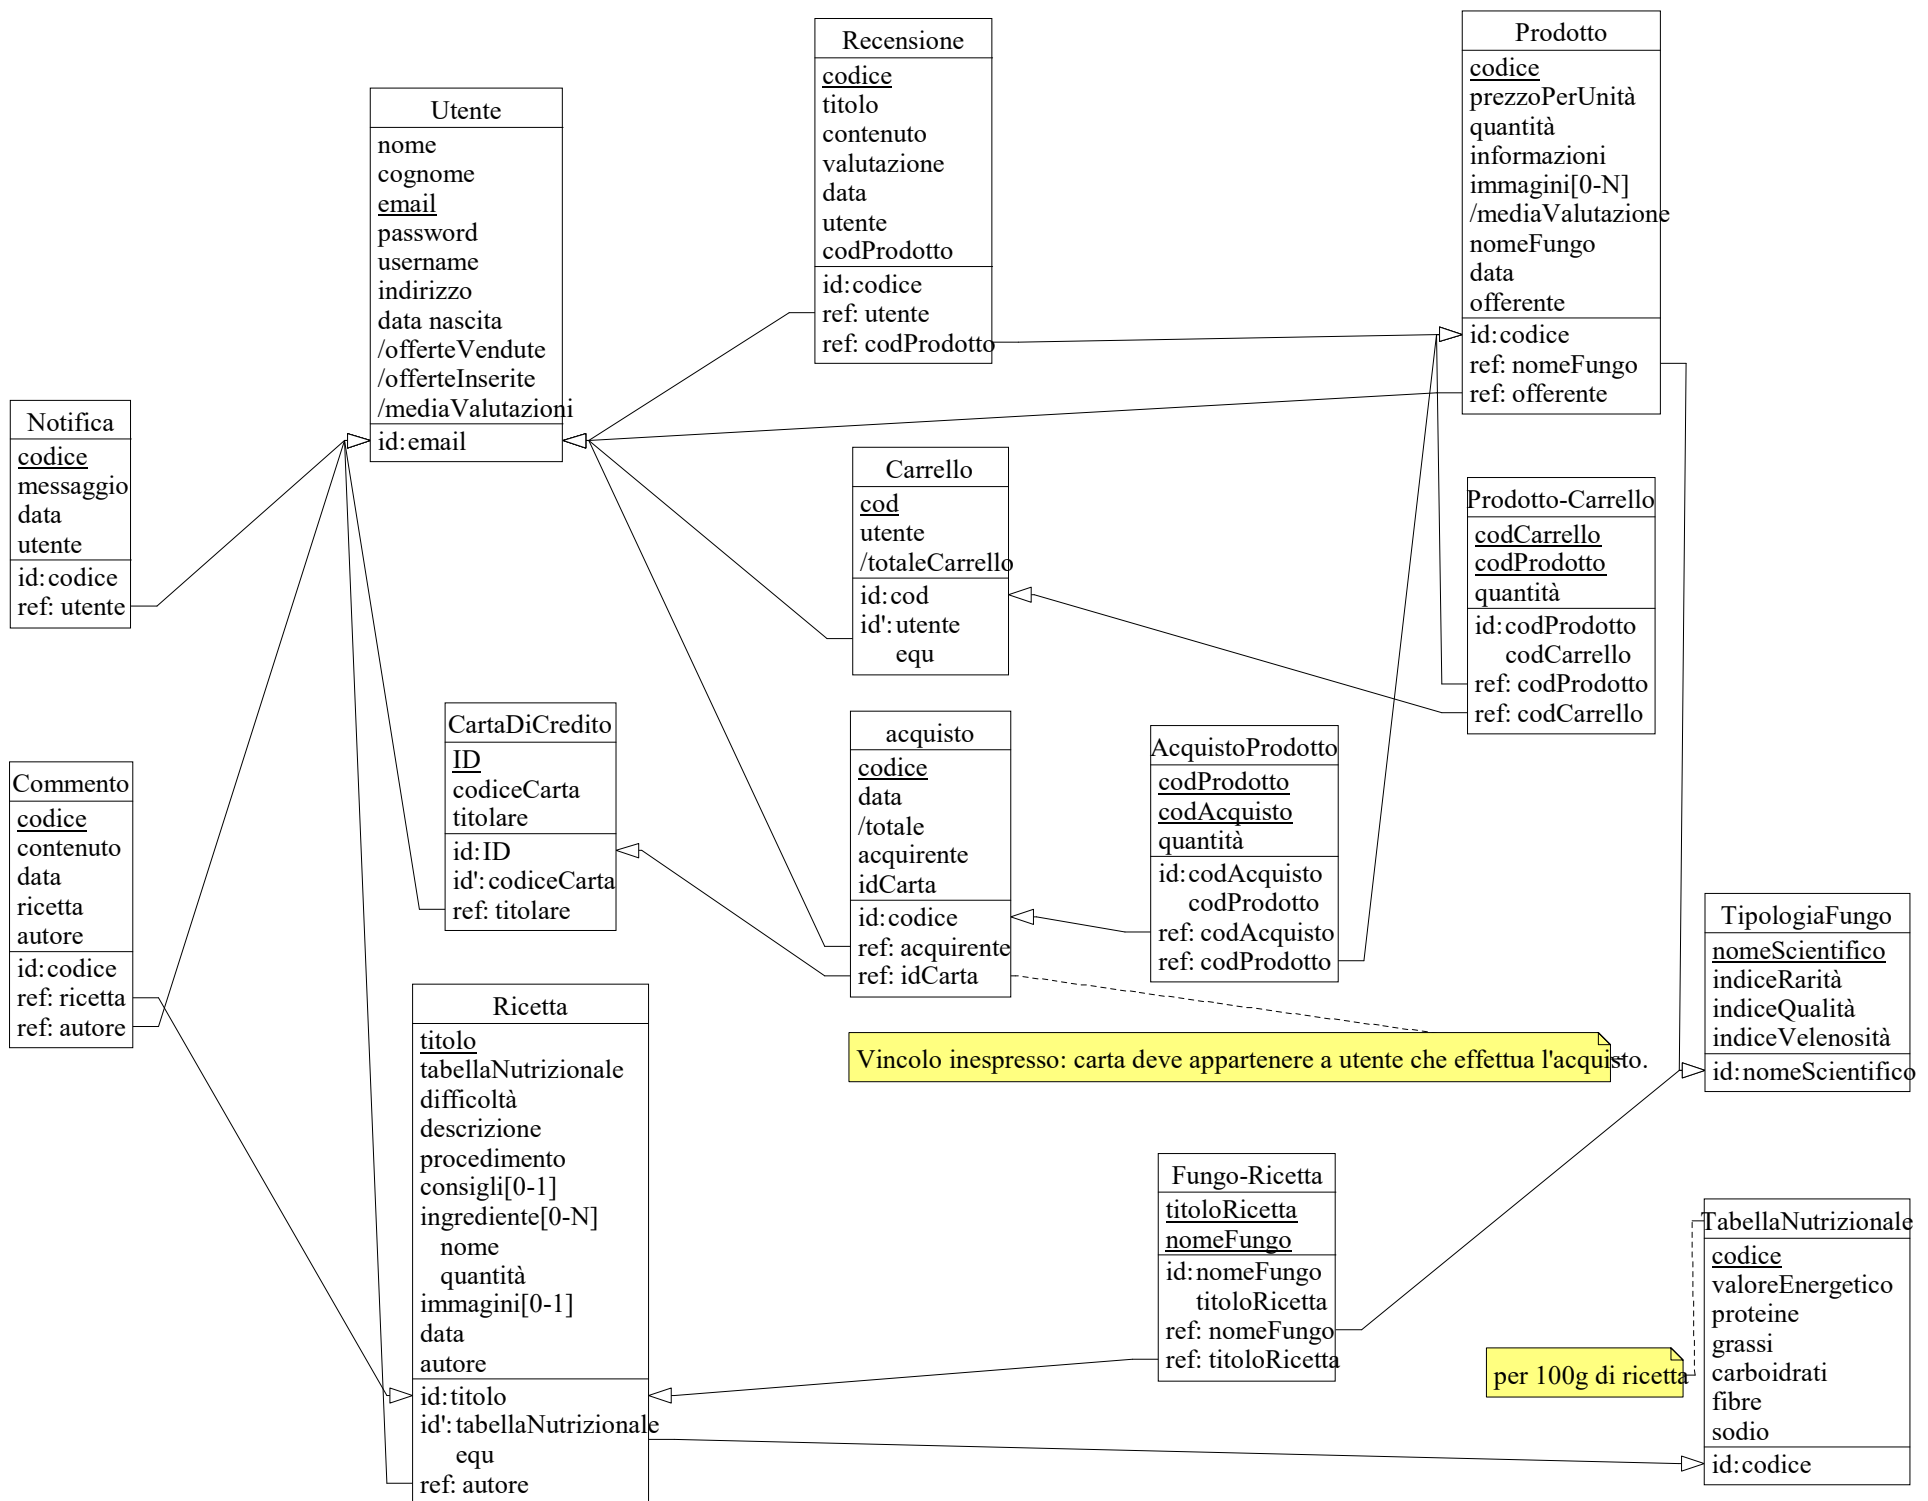 Utente
nome
cognome
email
password
username
indirizzo
data nascita
/offerteVendute
/offerteInserite
/mediaValutazioni
id:email
Recensione
codice
titolo
contenuto
valutazione
data
utente
codProdotto
id:codice
ref: utente
ref: codProdotto
Prodotto
codice
prezzoPerUnità
quantità
informazioni
immagini[0-N]
/mediaValutazione
nomeFungo
data
offerente
id:codice
ref: nomeFungo
ref: offerente
Notifica
codice
messaggio
data
utente
id:codice
ref: utente
Carrello
cod
utente
/totaleCarrello
id:cod
id':utente
equ
Prodotto-Carrello
codCarrello
codProdotto
quantità
id:codProdotto
codCarrello
ref: codProdotto
ref: codCarrello
CartaDiCredito
ID
codiceCarta
titolare
id:ID
id':codiceCarta
ref: titolare
acquisto
codice
data
/totale
acquirente
idCarta
id:codice
ref: acquirente
ref: idCarta
AcquistoProdotto
codProdotto
codAcquisto
quantità
id:codAcquisto
codProdotto
ref: codAcquisto
ref: codProdotto
Commento
codice
contenuto
data
ricetta
autore
id:codice
ref: ricetta
ref: autore
TipologiaFungo
nomeScientifico
indiceRarità
indiceQualità
indiceVelenosità
id:nomeScientifico
Vincolo inespresso: carta deve appartenere a utente che effettua l'acquisto.
Ricetta
titolo
tabellaNutrizionale
difficoltà
descrizione
procedimento
consigli[0-1]
ingrediente[0-N]
nome
quantità
immagini[0-1]
data
autore
id:titolo
id':tabellaNutrizionale
equ
ref: autore
Fungo-Ricetta
titoloRicetta
nomeFungo
id:nomeFungo
titoloRicetta
ref: nomeFungo
ref: titoloRicetta
TabellaNutrizionale
codice
valoreEnergetico
proteine
grassi
carboidrati
fibre
sodio
id:codice
per 100g di ricetta